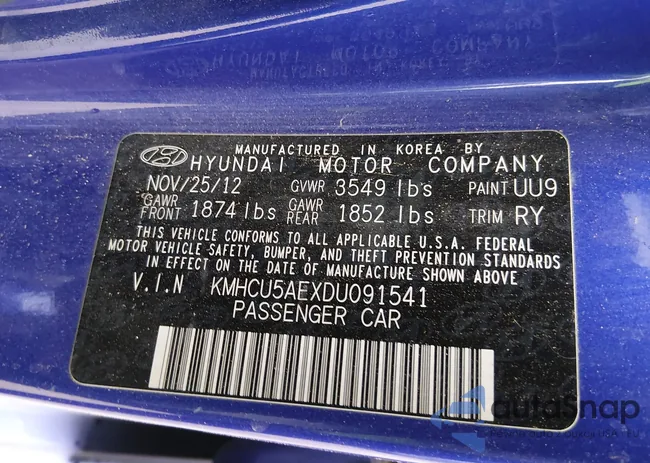 MANUFACTURED IN KOREA BY
HYUNDAI MOTOR COMPANY
NOV/25/12 GVWR 3549 lbs PAINT UU9
GAWR FRONT 1874 lbs GAWR REAR 1852 lbs TRIM RY
THIS VEHICLE CONFORMS TO ALL APPLICABLE U.S.A. FEDERAL
MOTOR VEHICLE SAFETY, BUMPER, AND THEFT PREVENTION STANDARDS
IN EFFECT ON THE DATE OF MANUFACTURE SHOWN ABOVE
V.I.N KMHCU5AEXDU091541
PASSENGER CAR
autoSnap